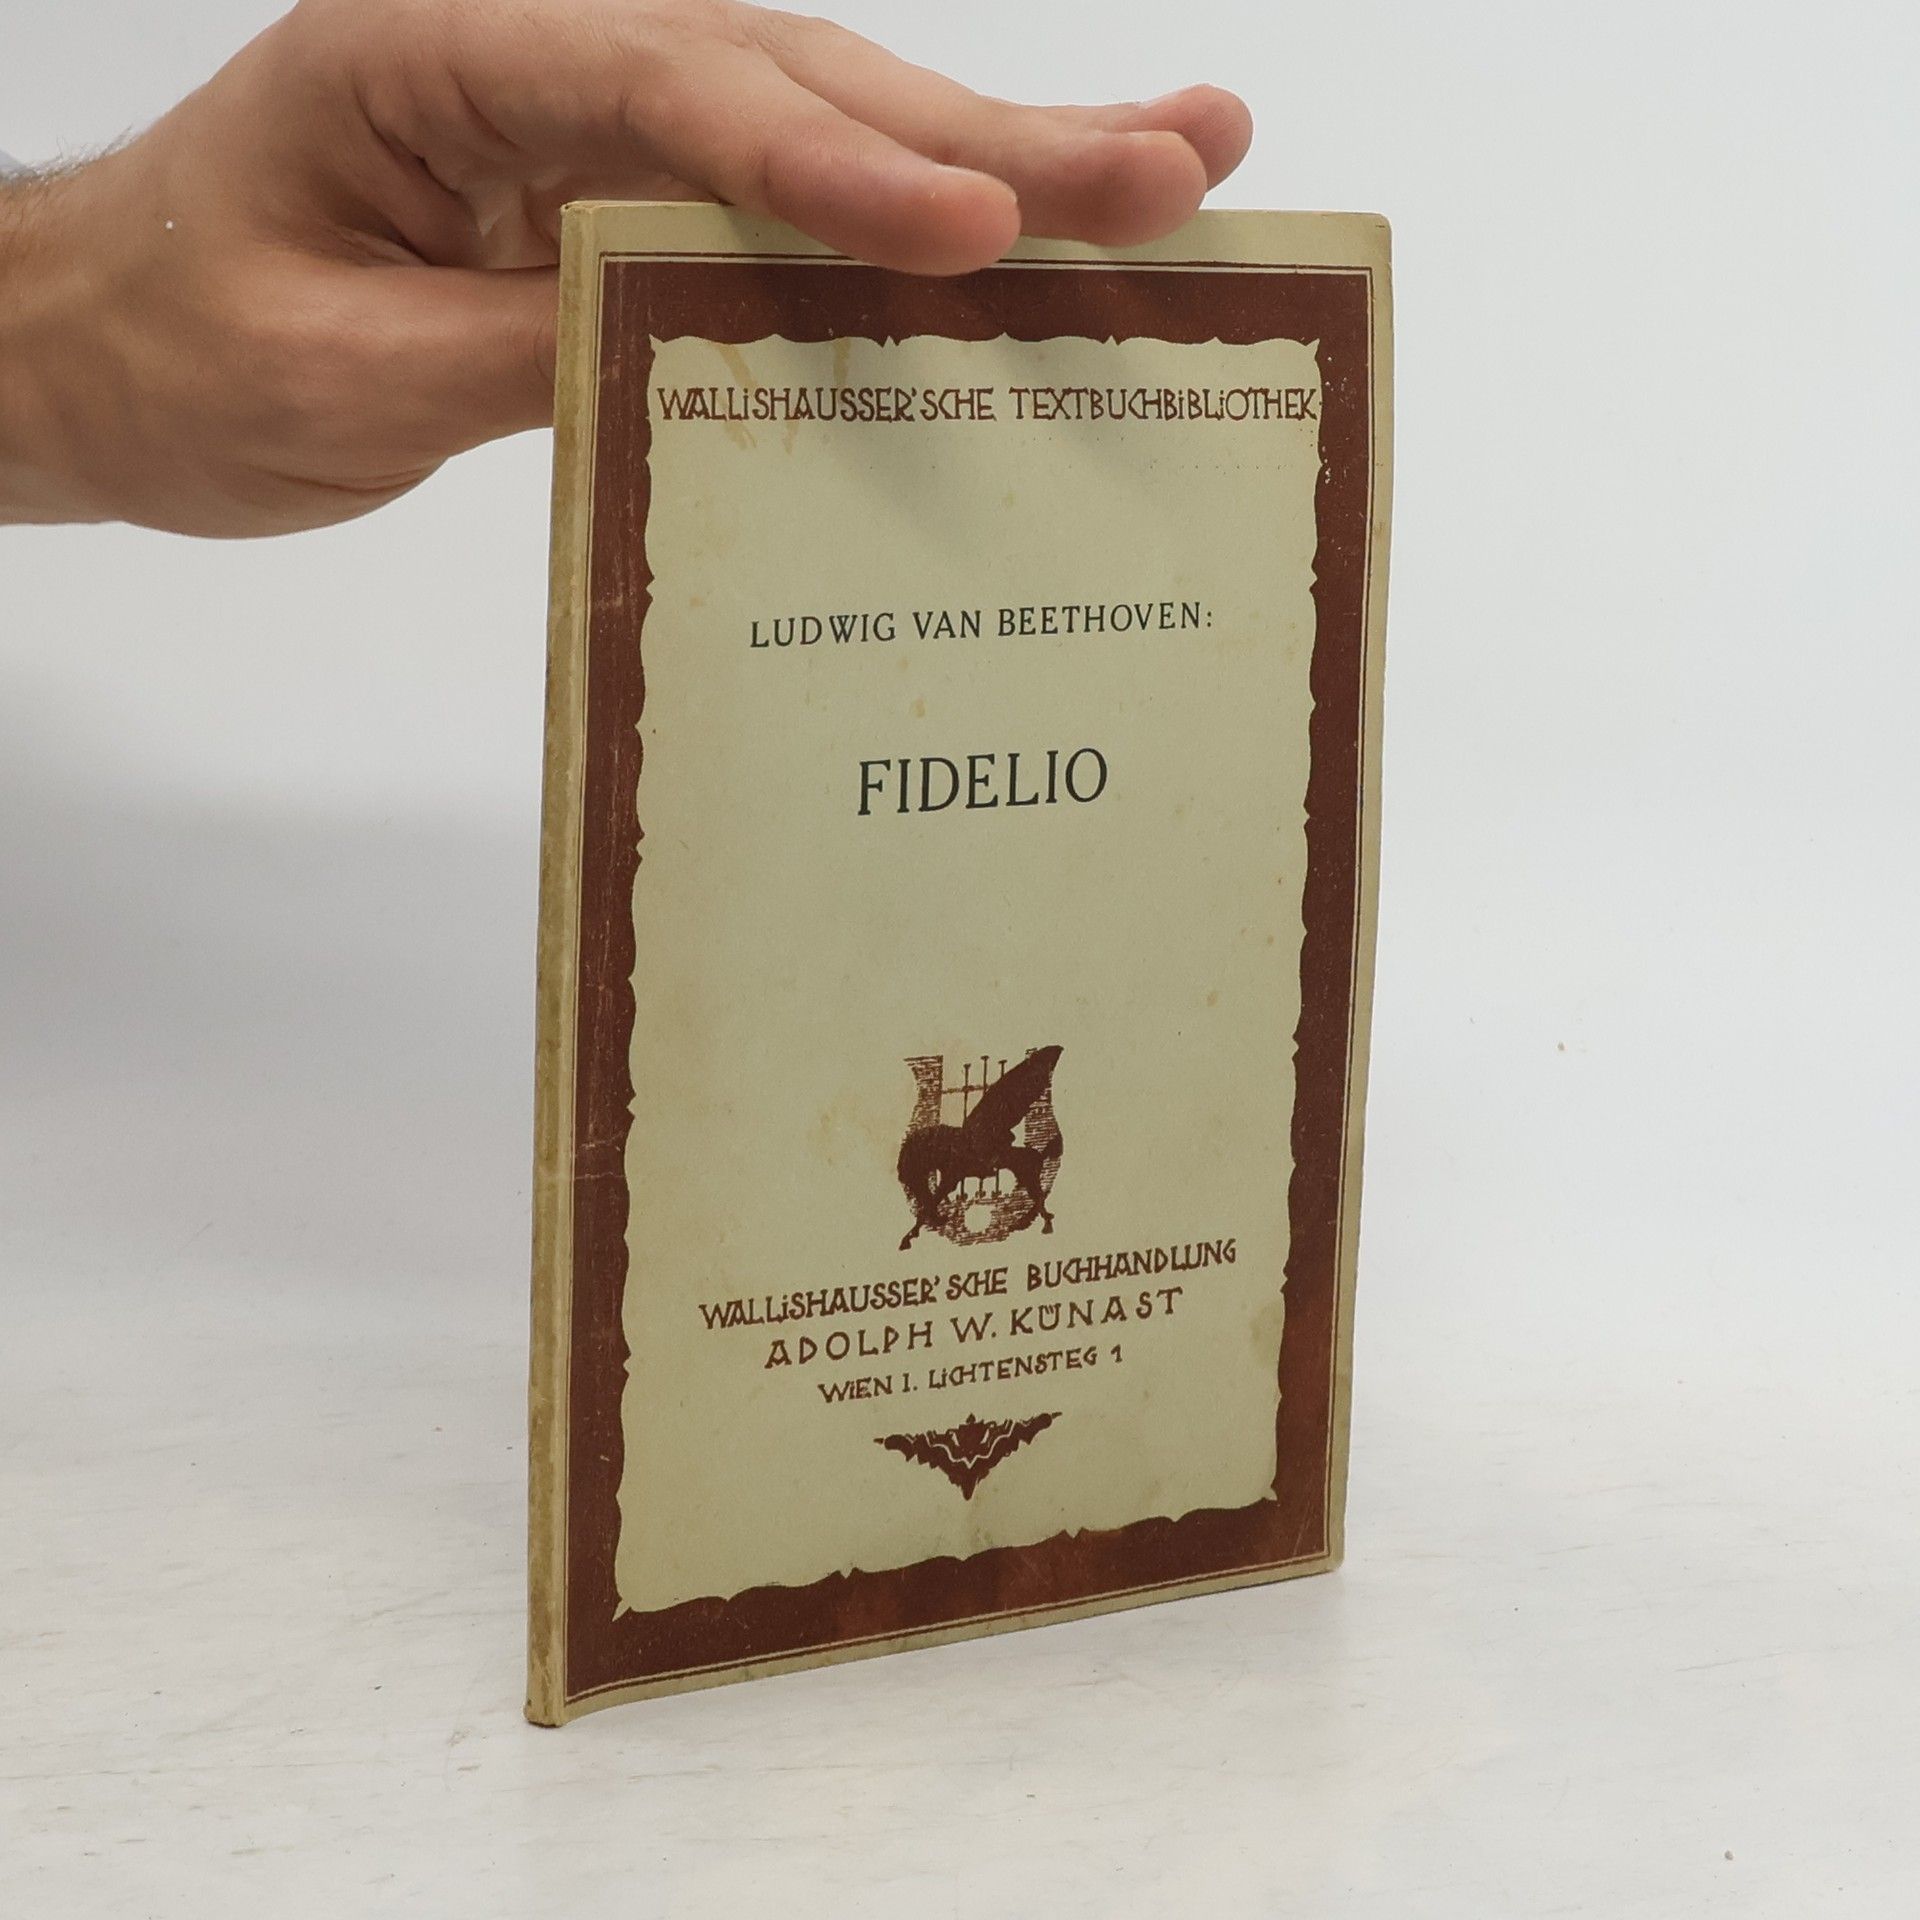 WALLiSHAUSSER'SCHE TEXTBUCHBiBLiOTHEK
LUDWIG VAN BEETHOVEN:
FIDELIO
WALLiSHAUSSER'SCHE BUCHHANDLUNG
ADOLPH W. KÜNAST
WiEN I. LiCHTENSTEG 1